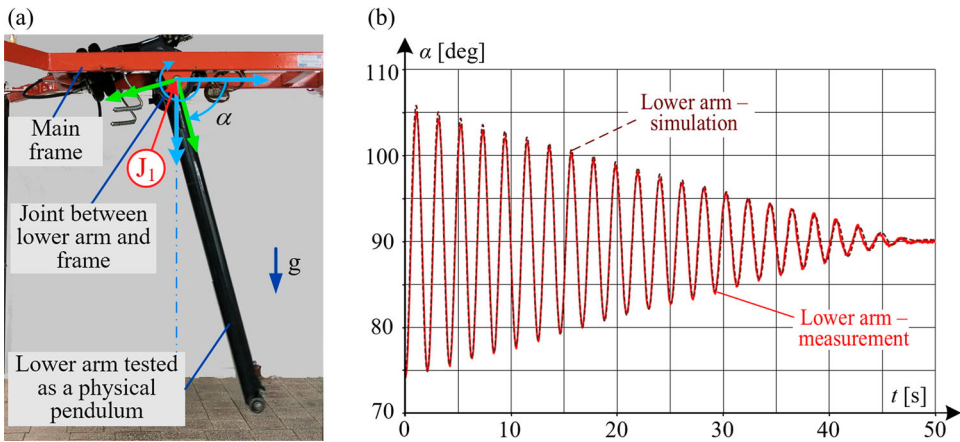 (a)
Main
frame
α
J1
Joint between
lower arm and
frame
g
Lower arm tested
as a physical
pendulum
(b)
α [deg]
110
100
90
80
70
Lower arm –
simulation
Lower arm –
measurement
t [s]
0
10
20
30
40
50